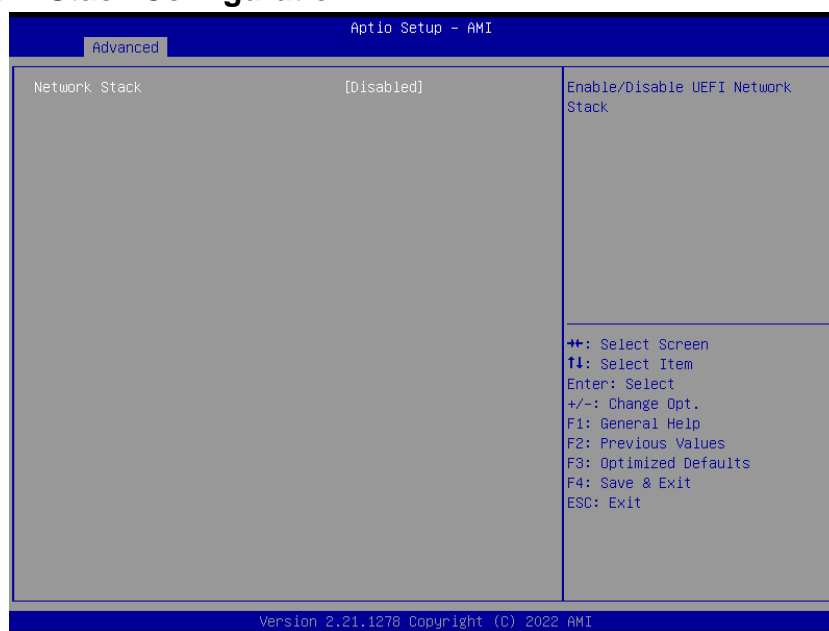 Aptio Setup – AMI
Advanced
Network Stack [Disabled]
Enable/Disable UEFI Network
Stack
→←: Select Screen
↑↓: Select Item
Enter: Select
+/-: Change Opt.
F1: General Help
F2: Previous Values
F3: Optimized Defaults
F4: Save & Exit
ESC: Exit
Version 2.21.1278 Copyright (C) 2022 AMI